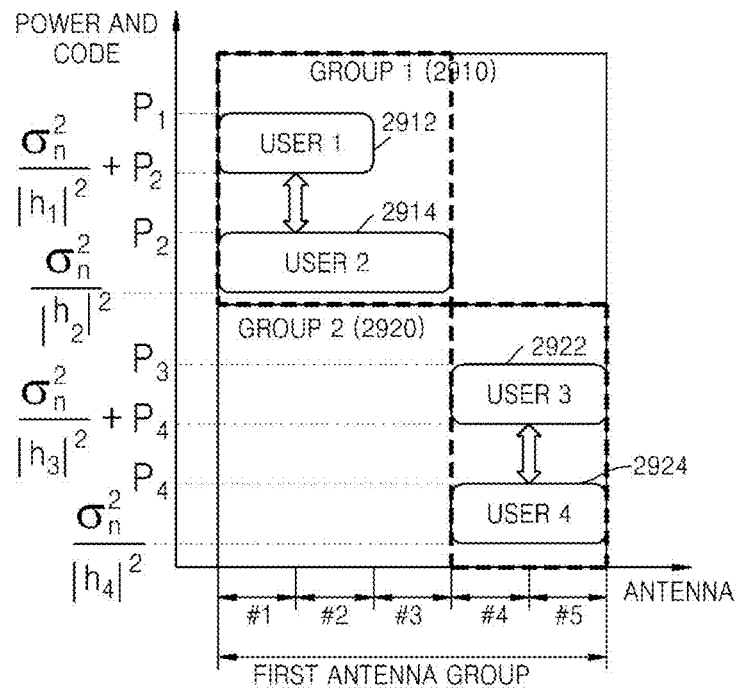 POWER AND
CODE
GROUP 1 (2910)
P₁
USER 1
2912
σₙ²/|h₁|² + P₂
P₂
2914
USER 2
σₙ²/|h₂|²
GROUP 2 (2920)
P₃
2922
USER 3
σₙ²/|h₃|² + P₄
P₄
2924
USER 4
σₙ²/|h₄|²
ANTENNA
#1 #2 #3 #4 #5
FIRST ANTENNA GROUP